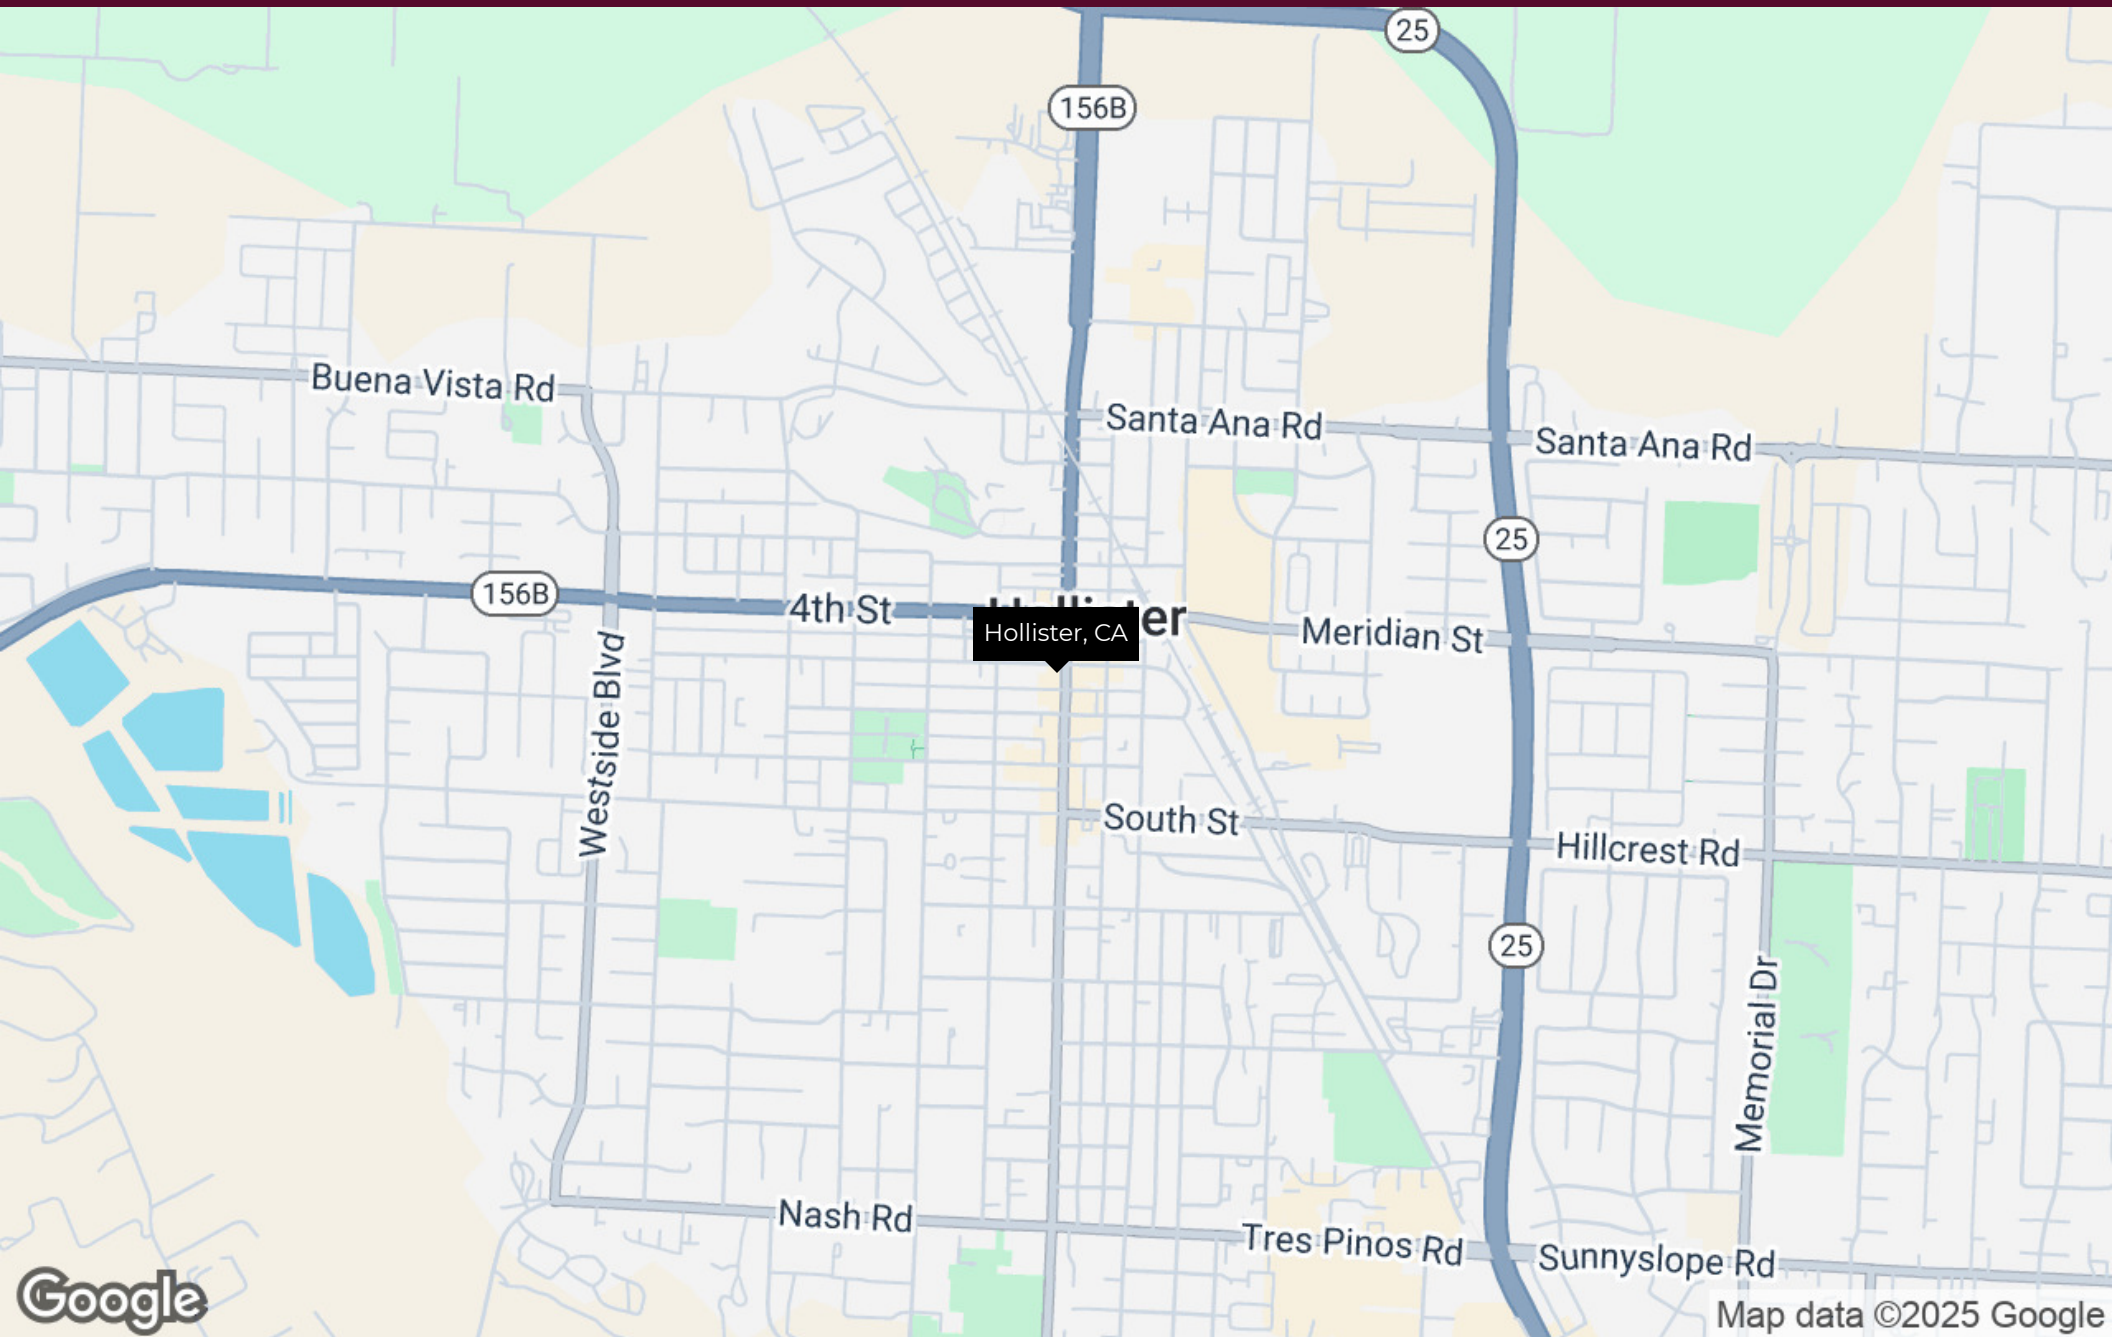 25
156B
Buena Vista Rd
Santa Ana Rd
Santa Ana Rd
25
156B
4th St
Hollister
Hollister, CA
Meridian St
Westside Blvd
South St
Hillcrest Rd
25
Memorial Dr
Nash Rd
Tres Pinos Rd
Sunnyslope Rd
Google
Map data ©2025 Google